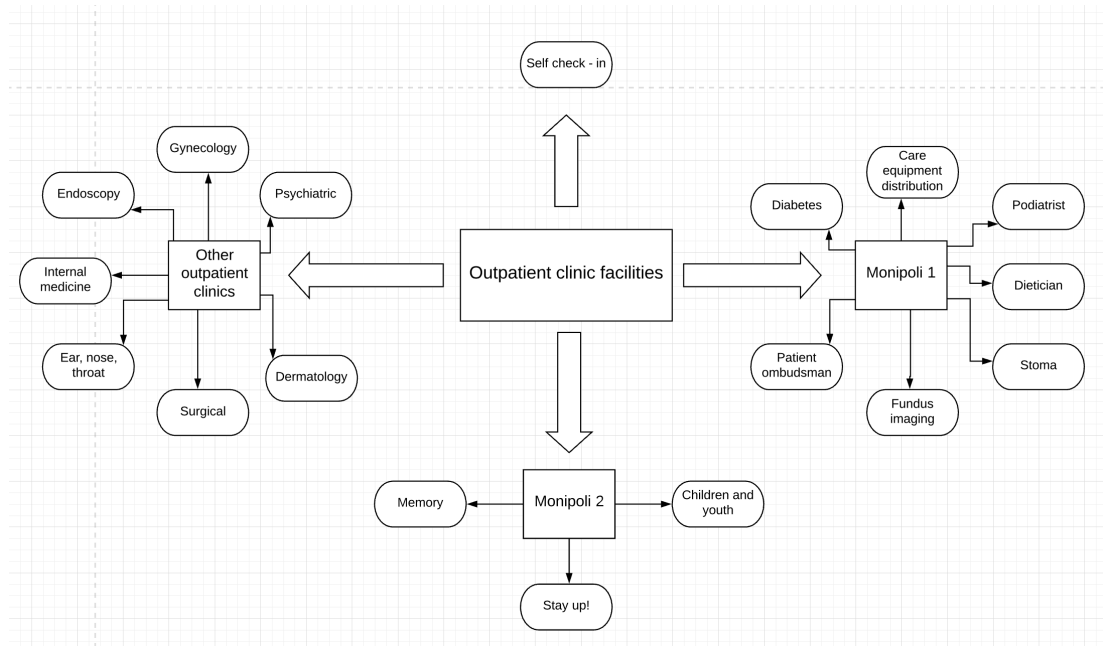 Self check - in
Gynecology
Endoscopy
Psychiatric
Other
outpatient
clinics
Internal
medicine
Ear, nose,
throat
Surgical
Dermatology
Outpatient clinic facilities
Care
equipment
distribution
Diabetes
Podiatrist
Monipoli 1
Dietician
Patient
ombudsman
Stoma
Fundus
imaging
Monipoli 2
Memory
Children and
youth
Stay up!